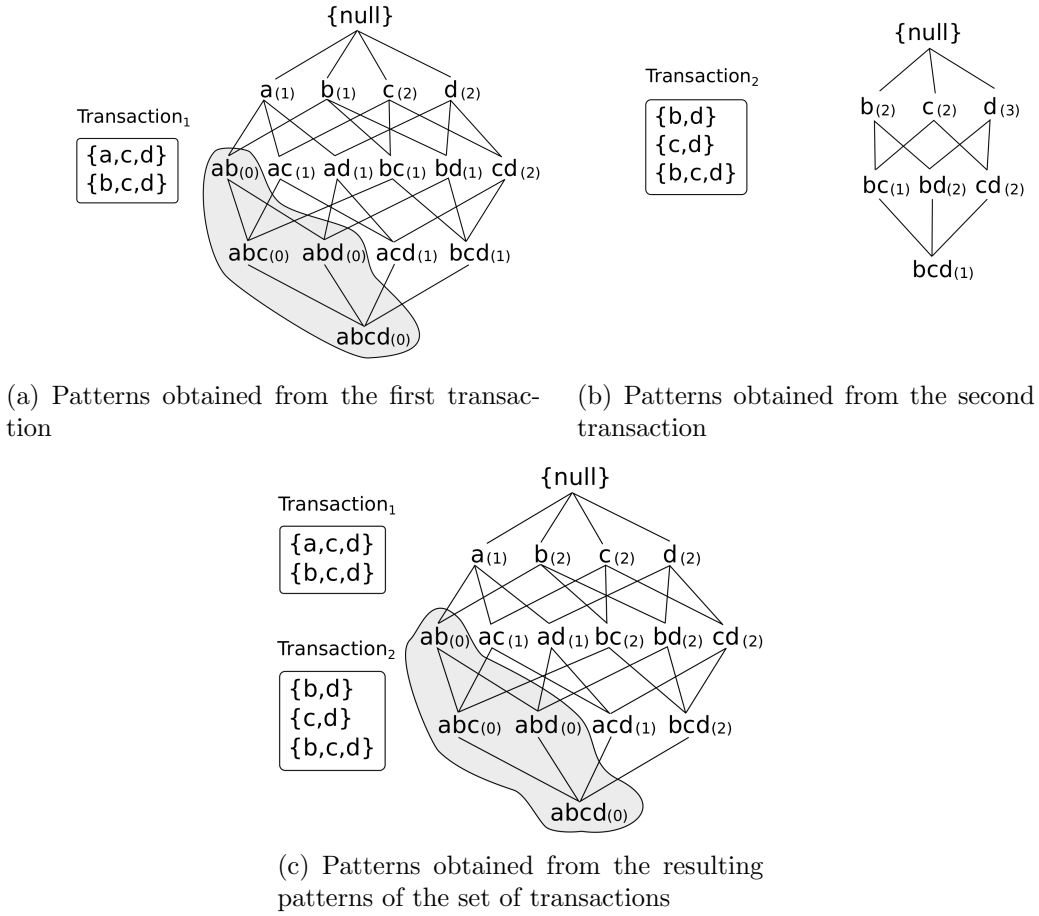 {null}
a(1) b(1) c(2) d(2)
Transaction1
{a,c,d}
{b,c,d}
ab(0) ac(1) ad(1) bc(1) bd(1) cd(2)
abc(0) abd(0) acd(1) bcd(1)
abcd(0)
(a) Patterns obtained from the first transac-
tion
{null}
Transaction2
{b,d}
{c,d}
{b,c,d}
b(2) c(2) d(3)
bc(1) bd(2) cd(2)
bcd(1)
(b) Patterns obtained from the second
transaction
{null}
Transaction1
{a,c,d}
{b,c,d}
a(1) b(2) c(2) d(2)
Transaction2
{b,d}
{c,d}
{b,c,d}
ab(0) ac(1) ad(1) bc(2) bd(2) cd(2)
abc(0) abd(0) acd(1) bcd(2)
abcd(0)
(c) Patterns obtained from the resulting
patterns of the set of transactions